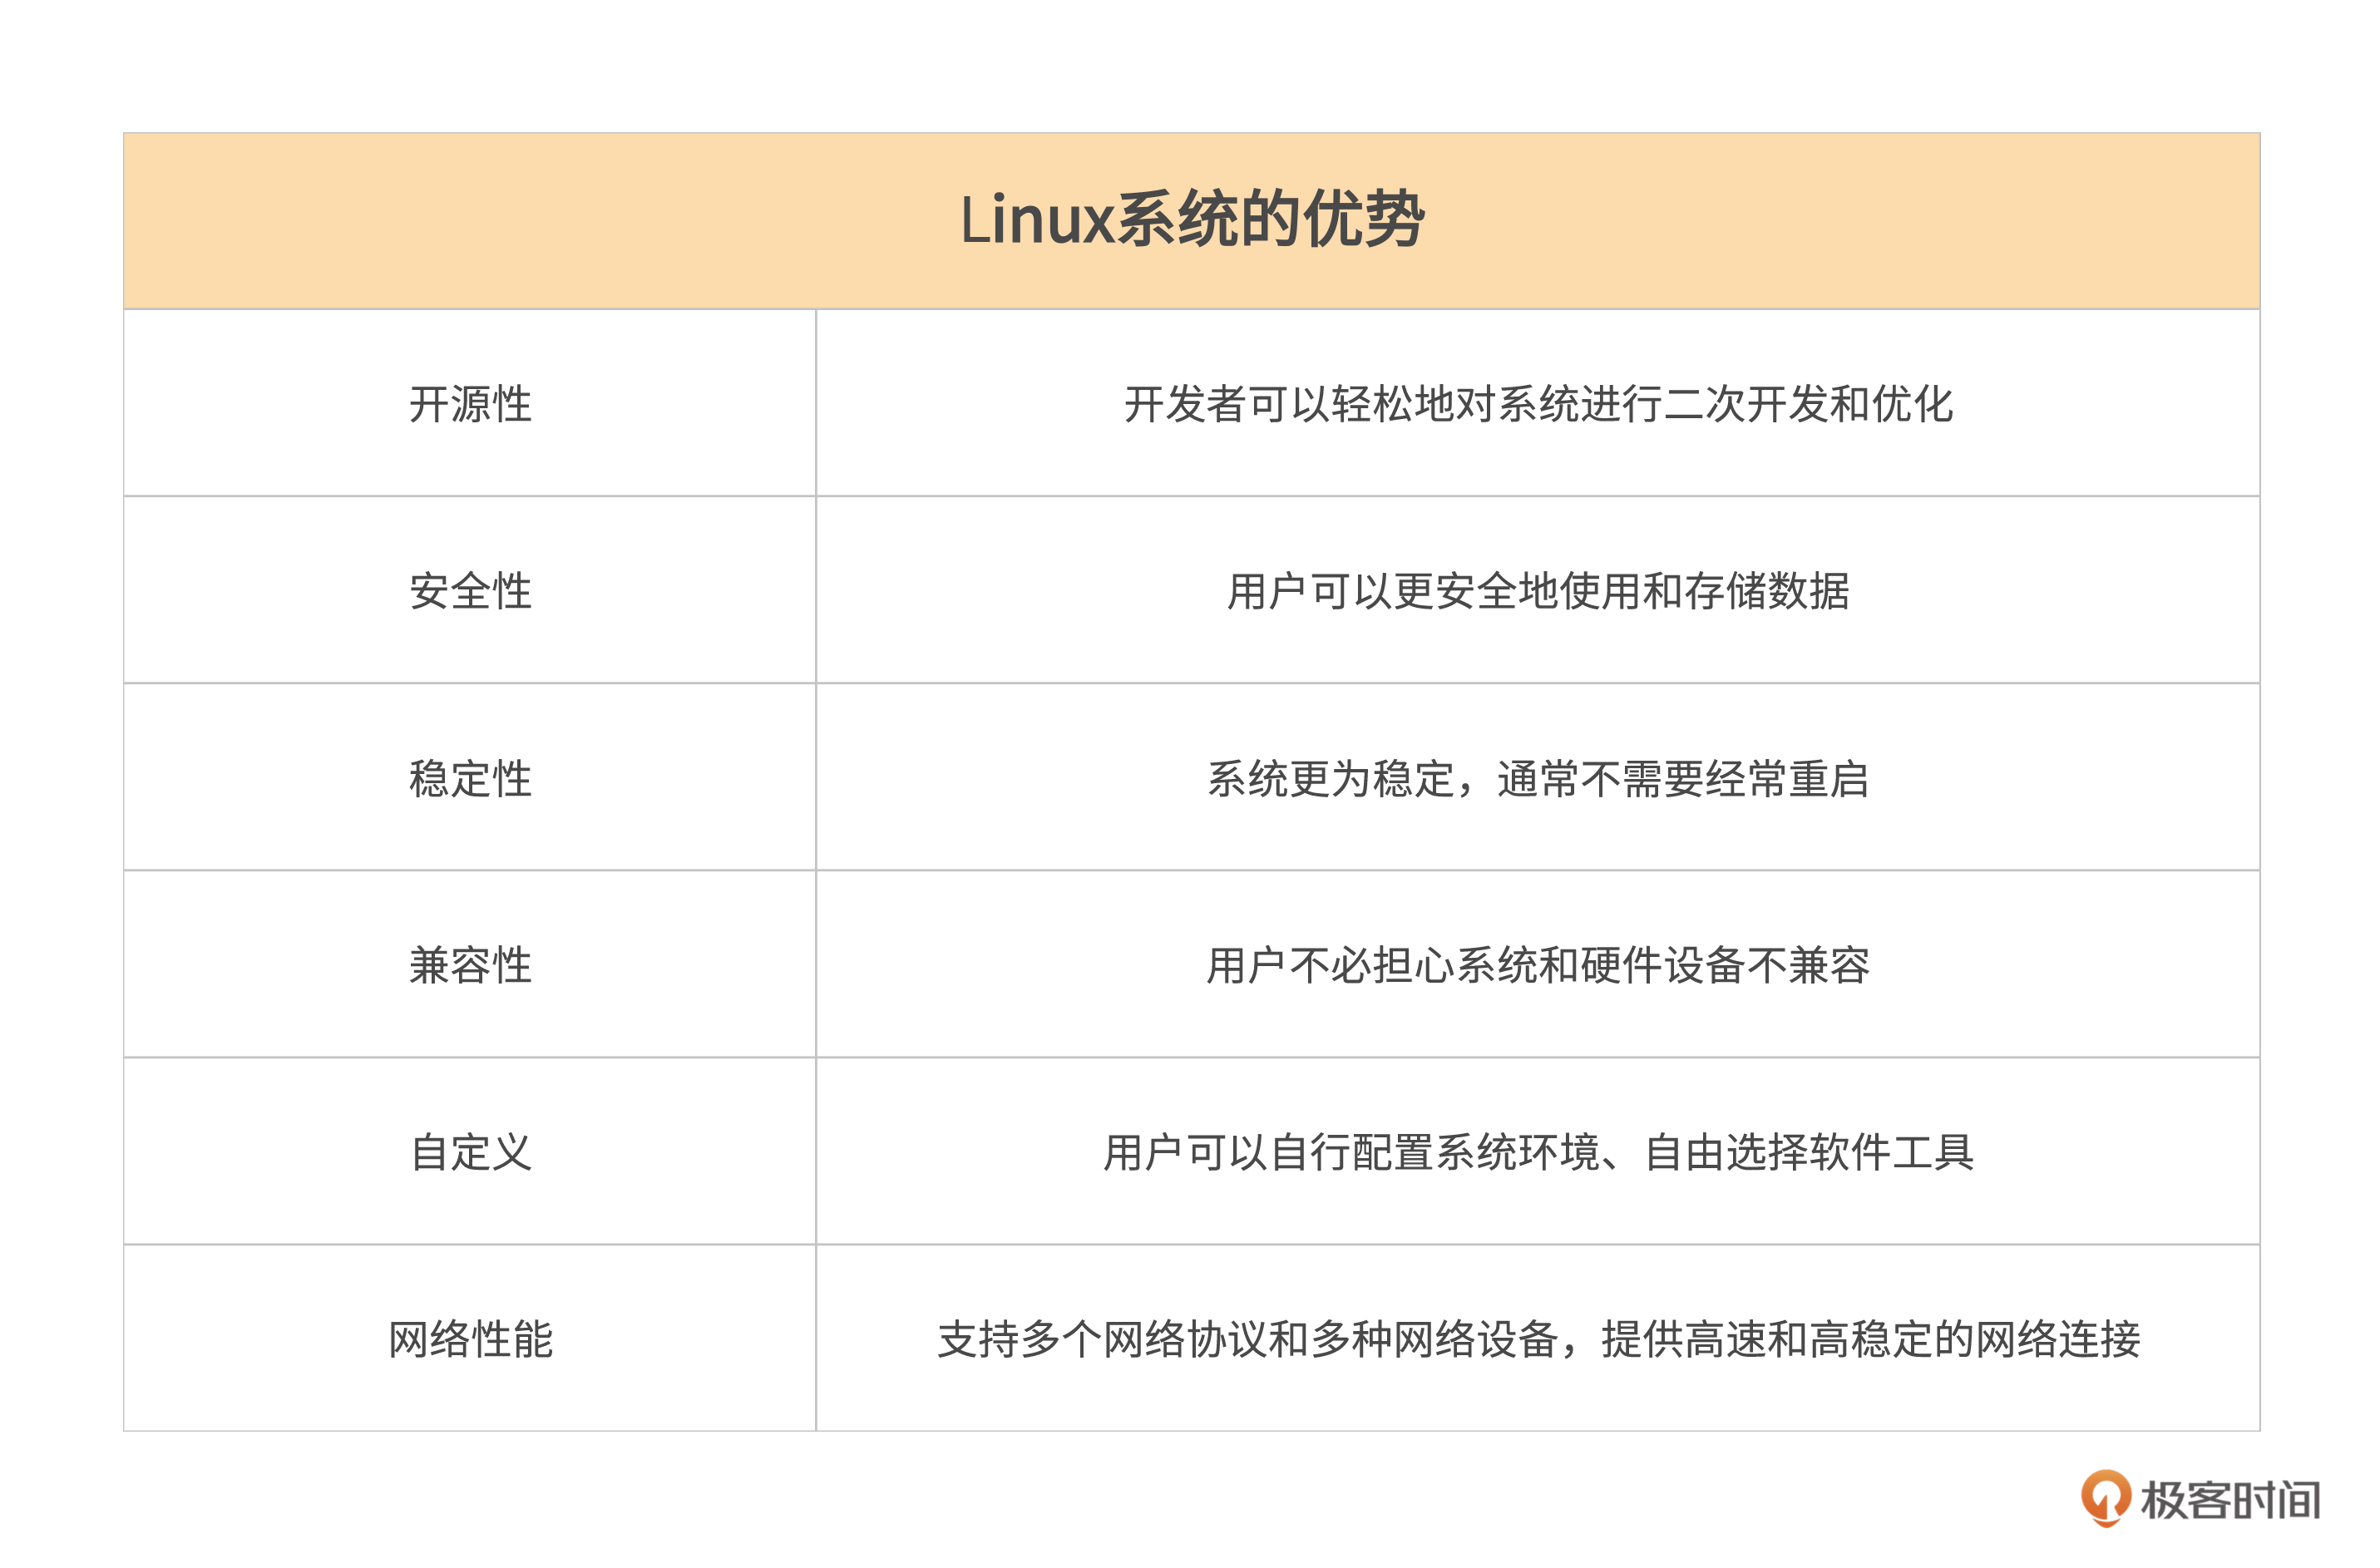 Linux系统的优势
开源性
开发者可以轻松地对系统进行二次开发和优化
安全性
用户可以更安全地使用和存储数据
稳定性
系统更为稳定，通常不需要经常重启
兼容性
用户不必担心系统和硬件设备不兼容
自定义
用户可以自行配置系统环境、自由选择软件工具
网络性能
支持多个网络协议和多种网络设备，提供高速和高稳定的网络连接
极客时间